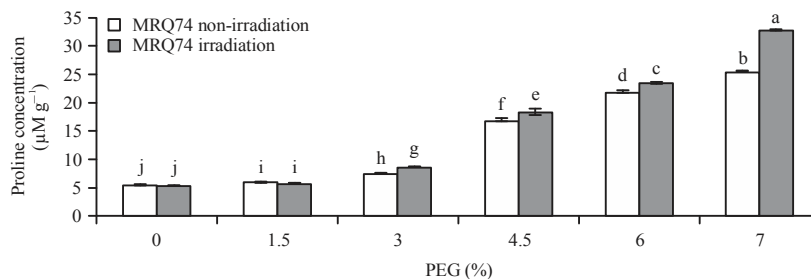 MRQ74 non-irradiation
MRQ74 irradiation
Proline concentration
(µM g⁻¹)
35
30
25
20
15
10
5
0
j j i i h g f e d c b a
0 1.5 3 4.5 6 7
PEG (%)